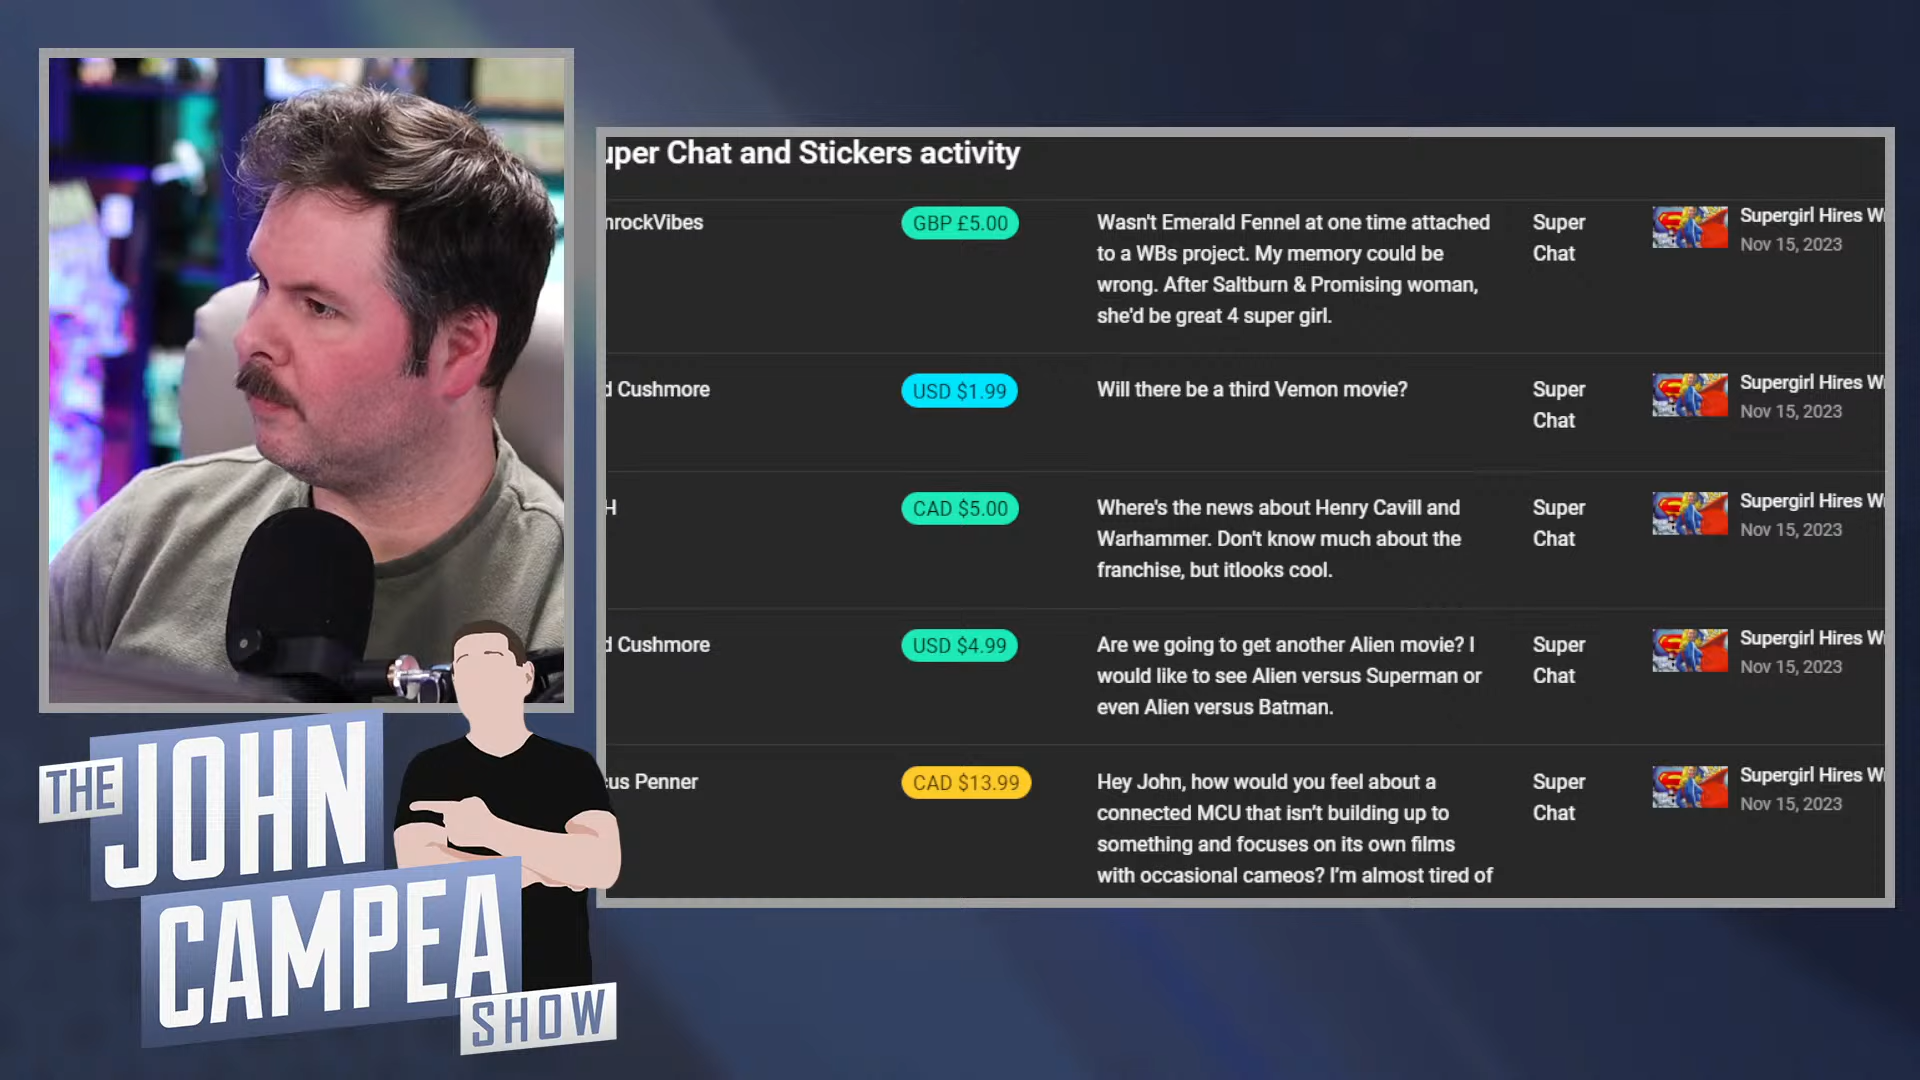 uper Chat and Stickers activity
nrockVibes
GBP £5.00
Wasn't Emerald Fennel at one time attached
to a WBs project. My memory could be
wrong. After Saltburn & Promising woman,
she'd be great 4 super girl.
Super
Chat
Supergirl Hires W
Nov 15, 2023
d Cushmore
USD $1.99
Will there be a third Vemon movie?
Super
Chat
Supergirl Hires W
Nov 15, 2023
H
CAD $5.00
Where's the news about Henry Cavill and
Warhammer. Don't know much about the
franchise, but itlooks cool.
Super
Chat
Supergirl Hires W
Nov 15, 2023
d Cushmore
USD $4.99
Are we going to get another Alien movie? I
would like to see Alien versus Superman or
even Alien versus Batman.
Super
Chat
Supergirl Hires W
Nov 15, 2023
cus Penner
CAD $13.99
Hey John, how would you feel about a
connected MCU that isn't building up to
something and focuses on its own films
with occasional cameos? I'm almost tired of
Super
Chat
Supergirl Hires W
Nov 15, 2023
THE
JOHN
CAMPEA
SHOW